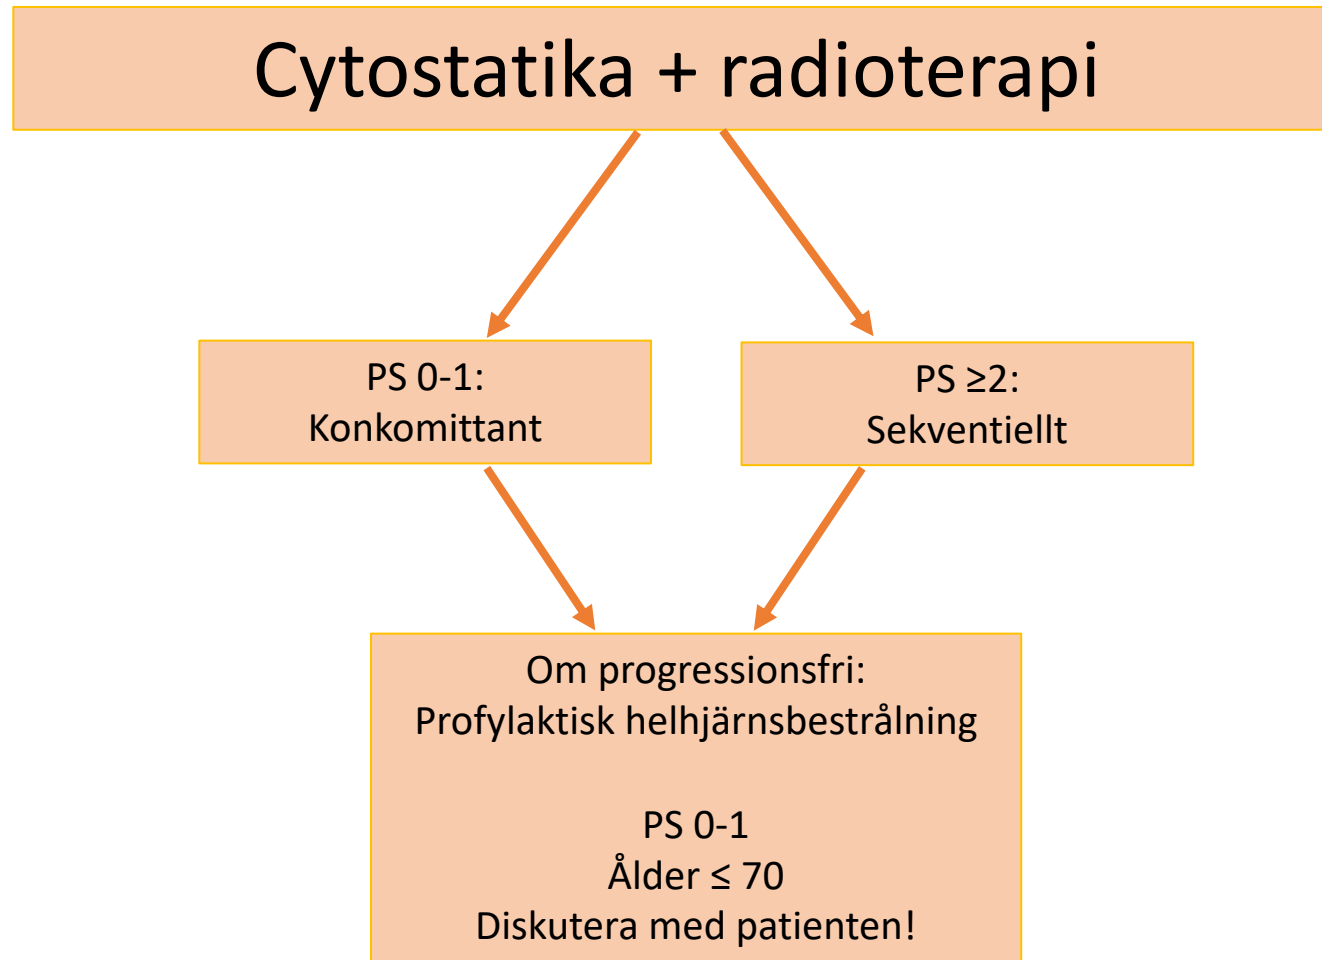 Cytostatika + radioterapi
PS 0-1:
Konkomittant
PS ≥2:
Sekventiellt
Om progressionsfri:
Profylaktisk helhjärnsbestrålning
PS 0-1
Ålder ≤ 70
Diskutera med patienten!